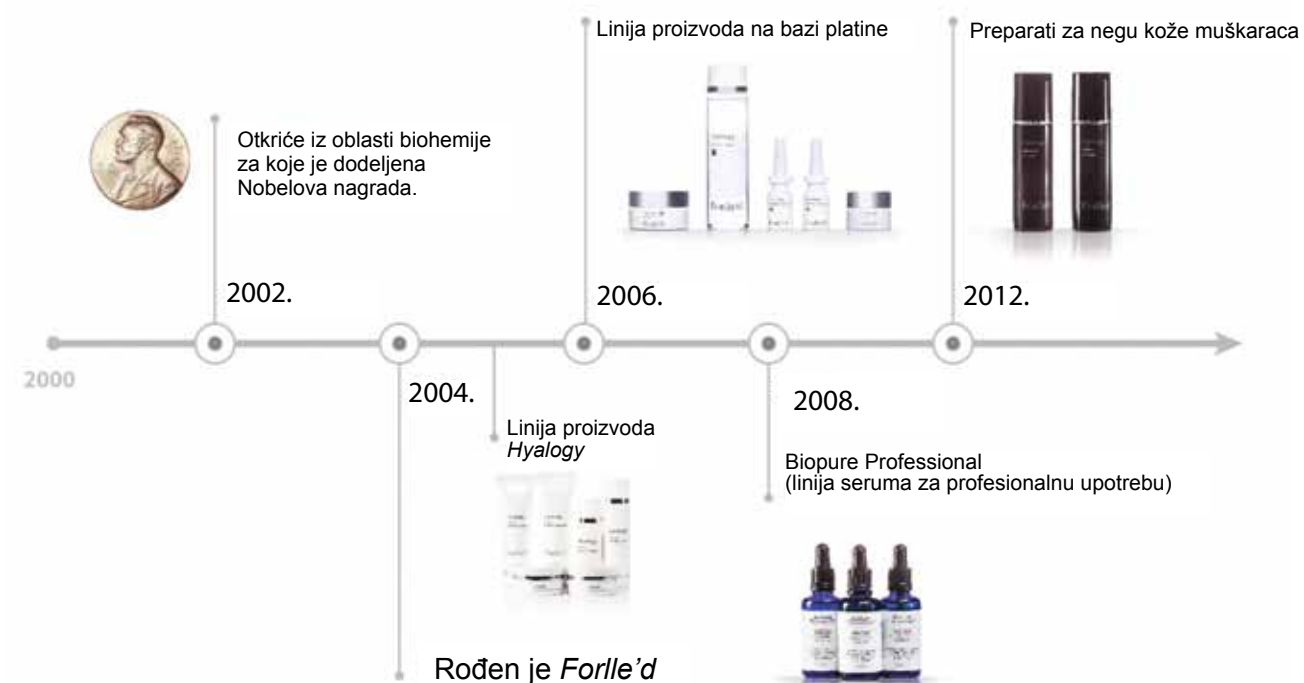 Linija proizvoda na bazi platine
Preparati za negu kože muškaraca
Otkriće iz oblasti biohemije
za koje je dodeljena
Nobelova nagrada.
2002.
2006.
2012.
2000
2004.
2008.
Linija proizvoda
Hyalogy
Biopure Professional
(linija seruma za profesionalnu upotrebu)
Rođen je Forlle’d